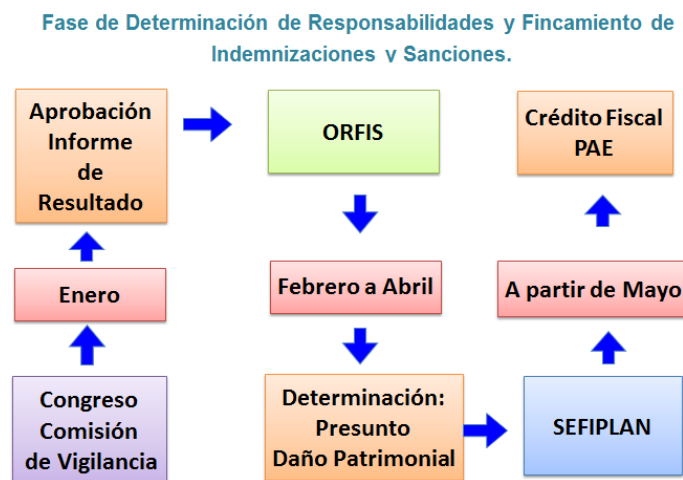 Fase de Determinación de Responsabilidades y Fincamiento de
Indemnizaciones y Sanciones.
Aprobación
Informe
de
Resultado
ORFIS
Crédito Fiscal
PAE
Enero
Febrero a Abril
A partir de Mayo
Congreso
Comisión
de Vigilancia
Determinación:
Presunto
Daño Patrimonial
SEFIPLAN